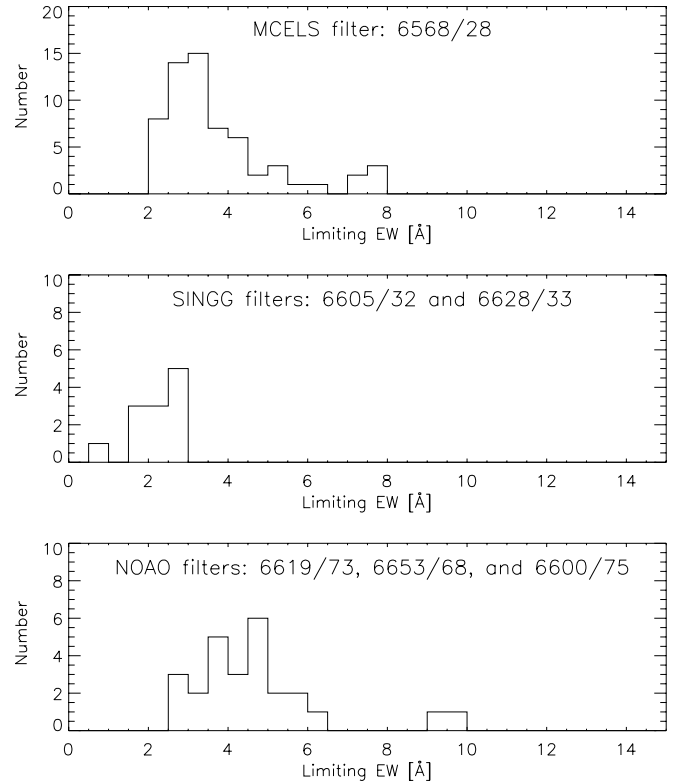 MCELS filter: 6568/28
Number
20
15
10
5
0
0 2 4 6 8 10 12 14
Limiting EW [Å]
SINGG filters: 6605/32 and 6628/33
Number
10
8
6
4
2
0
0 2 4 6 8 10 12 14
Limiting EW [Å]
NOAO filters: 6619/73, 6653/68, and 6600/75
Number
10
8
6
4
2
0
0 2 4 6 8 10 12 14
Limiting EW [Å]